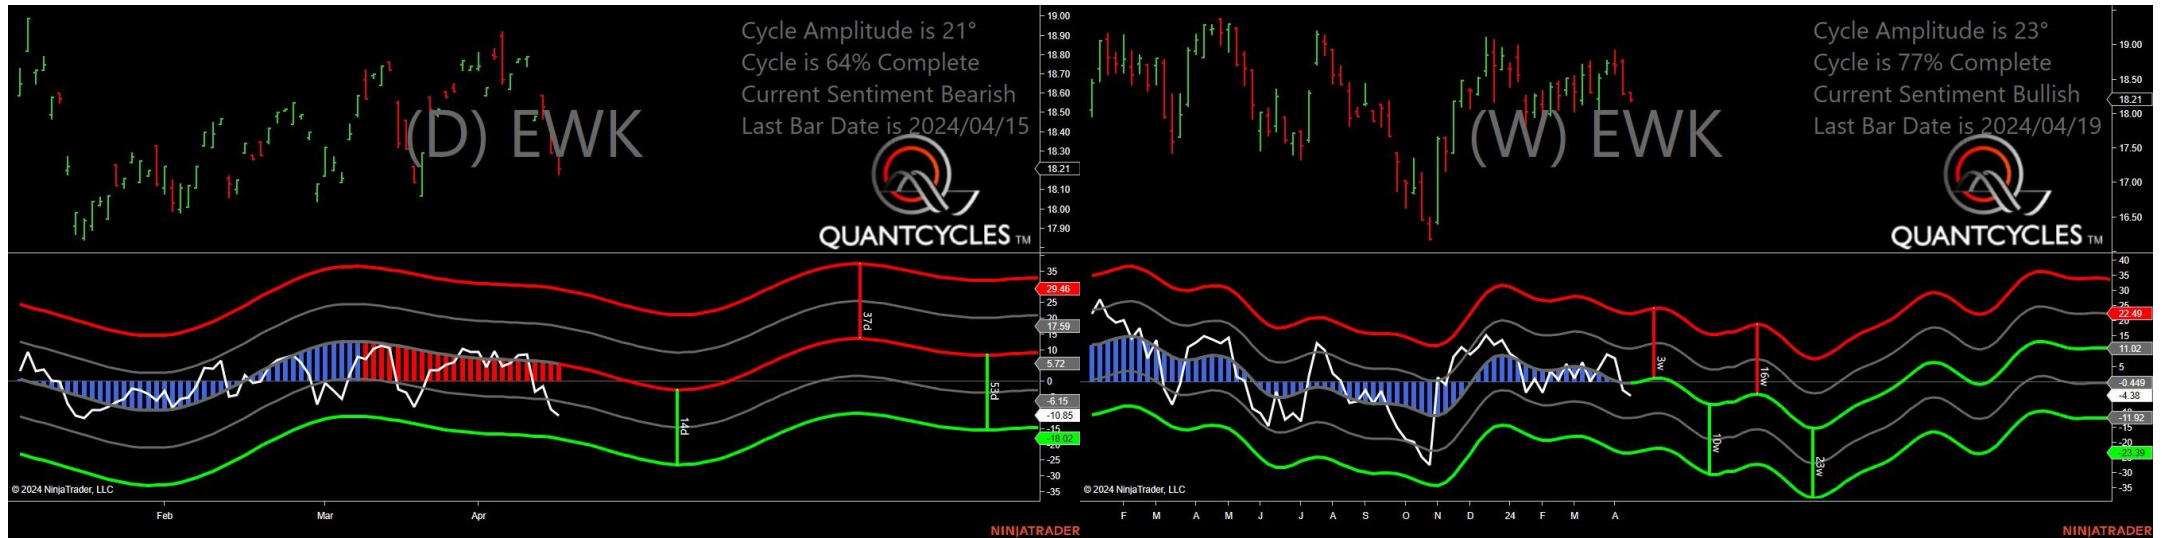 Cycle Amplitude is 21°
Cycle is 64% Complete
Current Sentiment Bearish
Last Bar Date is 2024/04/15
(D) EWK
QUANTCYCLES TM
19.00
18.90
18.80
18.70
18.60
18.50
18.40
18.30
18.21
18.10
18.00
17.90
35
29.46
25
20
17.59
15
10
5.72
0
-6.15
-10.85
-15
-18.02
-25
-30
-35
14d
37d
53d
© 2024 NinjaTrader, LLC
Feb Mar Apr
NINJATRADER
Cycle Amplitude is 23°
Cycle is 77% Complete
Current Sentiment Bullish
Last Bar Date is 2024/04/19
(W) EWK
QUANTCYCLES TM
19.00
18.50
18.21
18.00
17.50
17.00
16.50
40
35
30
25
22.49
15
11.02
5
-0.449
-4.38
-11.92
-15
-20
-23.39
-30
-35
3w
10w
16w
23w
© 2024 NinjaTrader, LLC
F M A M J J A S O N D 24 F M A
NINJATRADER